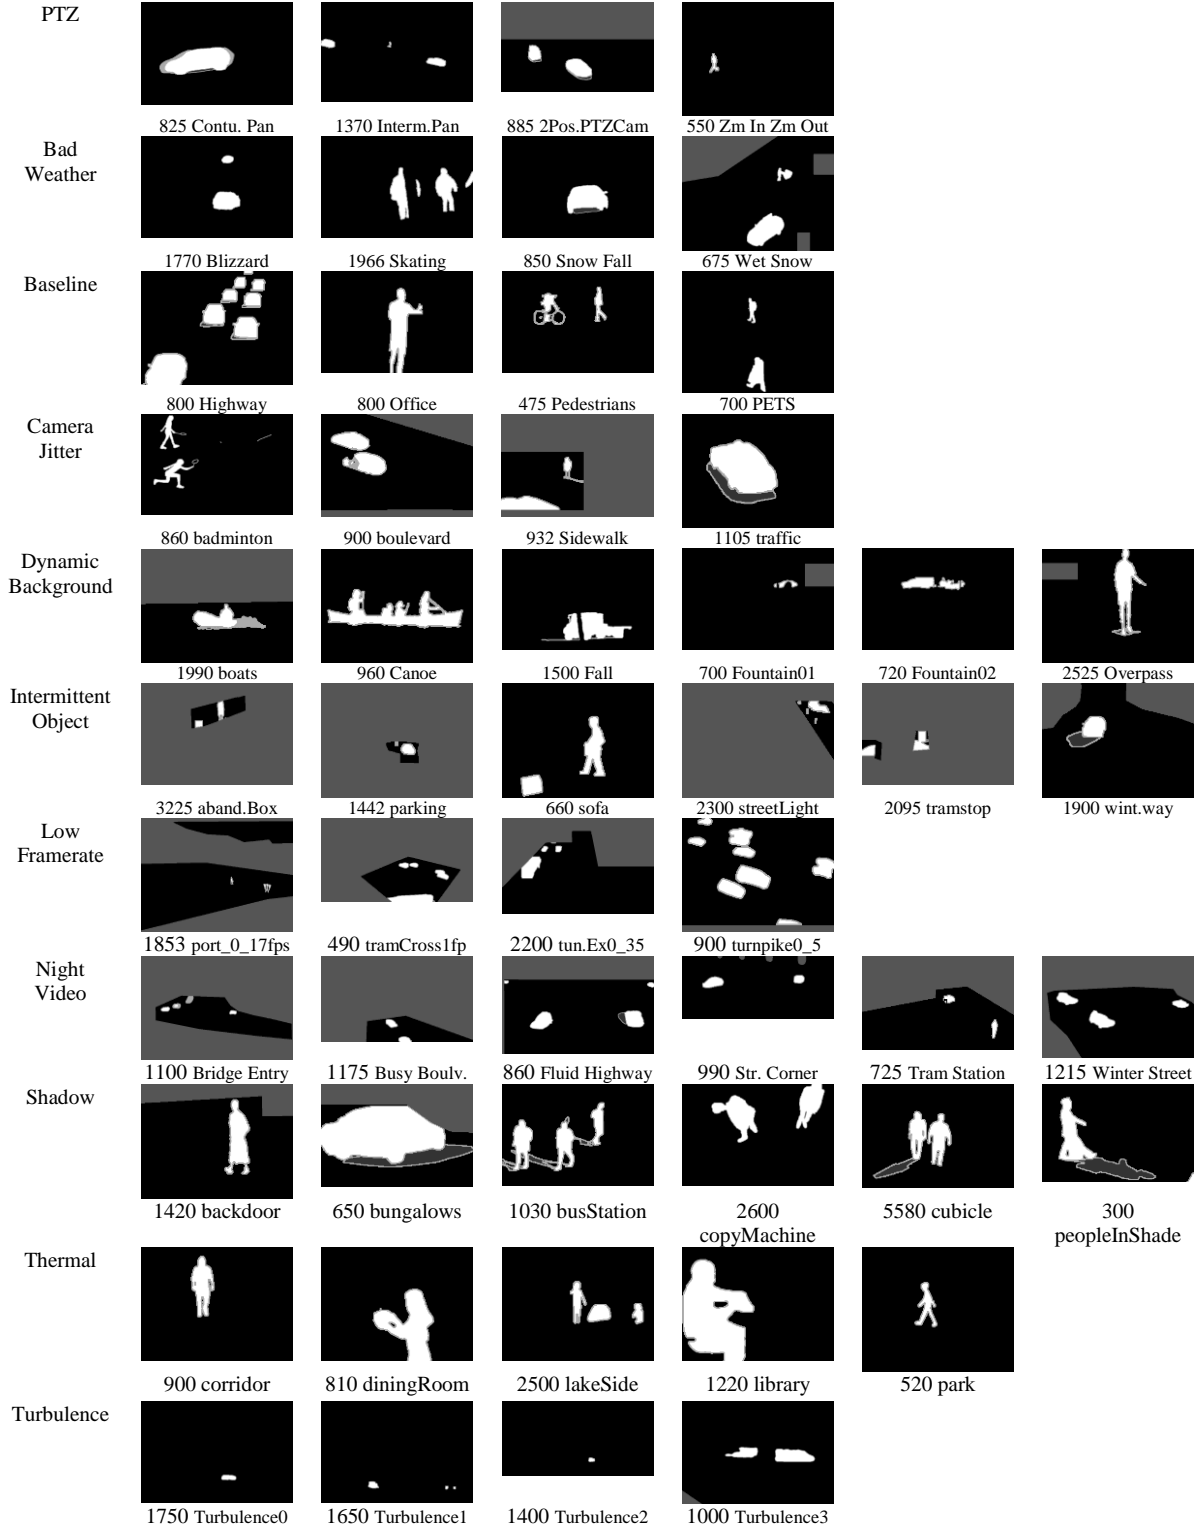 PTZ
825 Contu. Pan 1370 Interm.Pan 885 2Pos.PTZCam 550 Zm In Zm Out
Bad
Weather
1770 Blizzard 1966 Skating 850 Snow Fall 675 Wet Snow
Baseline
800 Highway 800 Office 475 Pedestrians 700 PETS
Camera
Jitter
860 badminton 900 boulevard 932 Sidewalk 1105 traffic
Dynamic
Background
1990 boats 960 Canoe 1500 Fall 700 Fountain01 720 Fountain02 2525 Overpass
Intermittent
Object
3225 aband.Box 1442 parking 660 sofa 2300 streetLight 2095 tramstop 1900 wint.way
Low
Framerate
1853 port_0_17fps 490 tramCross1fp 2200 tun.Ex0_35 900 turnpike0_5
Night
Video
1100 Bridge Entry 1175 Busy Boulv. 860 Fluid Highway 990 Str. Corner 725 Tram Station 1215 Winter Street
Shadow
1420 backdoor 650 bungalows 1030 busStation 2600 5580 cubicle 300
copyMachine peopleInShade
Thermal
900 corridor 810 diningRoom 2500 lakeSide 1220 library 520 park
Turbulence
1750 Turbulence0 1650 Turbulence1 1400 Turbulence2 1000 Turbulence3